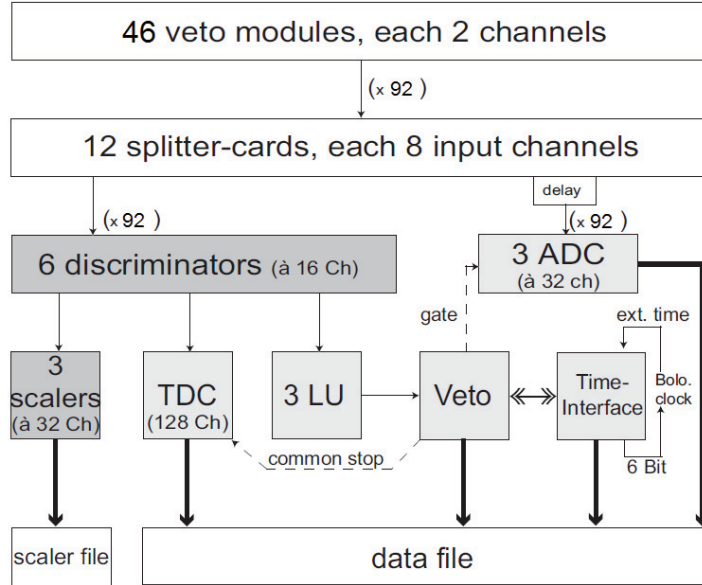 46 veto modules, each 2 channels
(x 92 )
12 splitter-cards, each 8 input channels
delay
(x 92 )
(x 92 )
6 discriminators (à 16 Ch)
3 ADC
(à 32 ch)
gate
ext. time
3
scalers
(à 32 Ch)
TDC
(128 Ch)
3 LU
Veto
Time-
Interface
Bolo.
clock
common stop
6 Bit
scaler file
data file